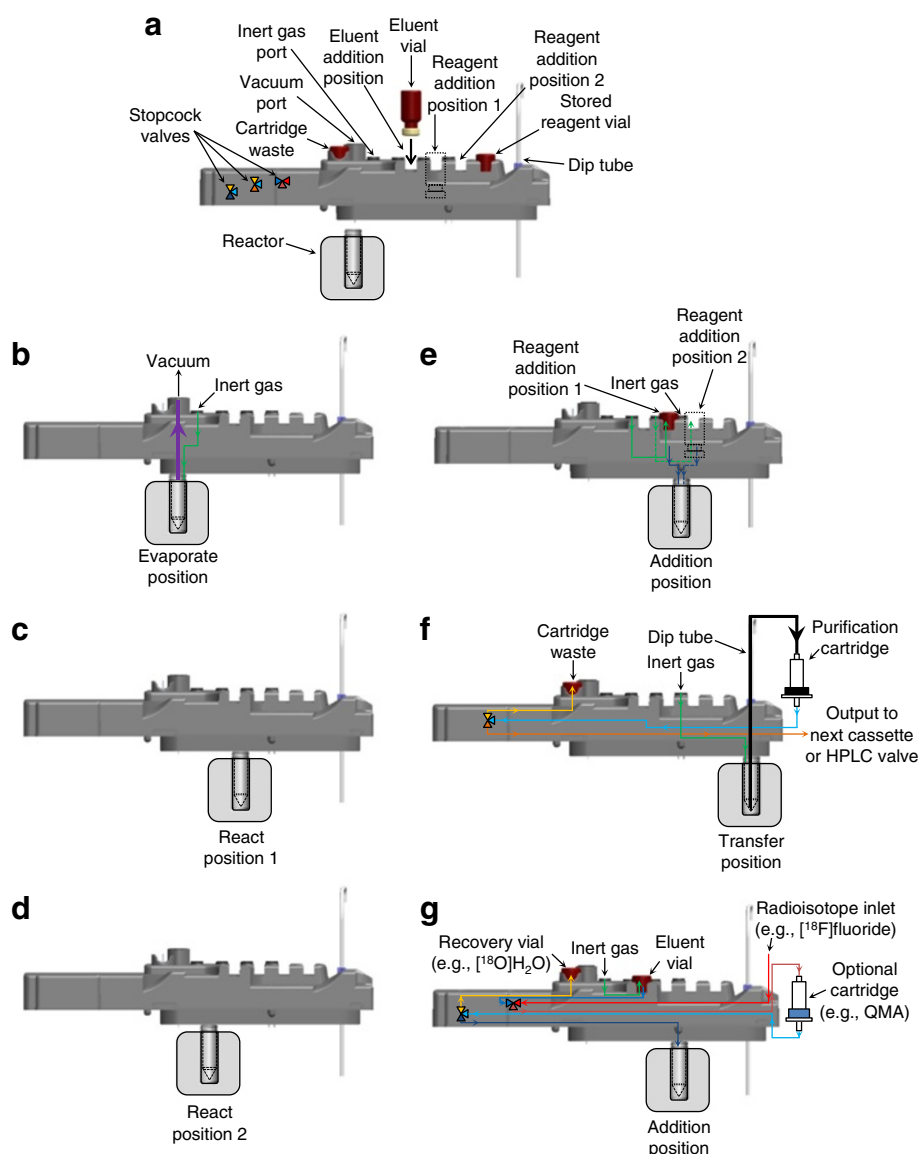 a
Inert gas
port
Vacuum
port
Cartridge
waste
Stopcock
valves
Eluent
addition
position
Eluent
vial
Reagent
addition
position 1
Reagent
addition
position 2
Stored
reagent vial
Dip tube
Reactor
b
Vacuum
Inert gas
Evaporate
position
e
Reagent
addition
position 1
Inert gas
Reagent
addition
position 2
Addition
position
c
React
position 1
f
Cartridge
waste
Dip tube
Inert gas
Purification
cartridge
Output to
next cassette
or HPLC valve
Transfer
position
d
React
position 2
g
Recovery vial
(e.g., [¹⁸O]H₂O)
Inert gas
Eluent
vial
Radioisotope inlet
(e.g., [¹⁸F]fluoride)
Optional
cartridge
(e.g., QMA)
Addition
position